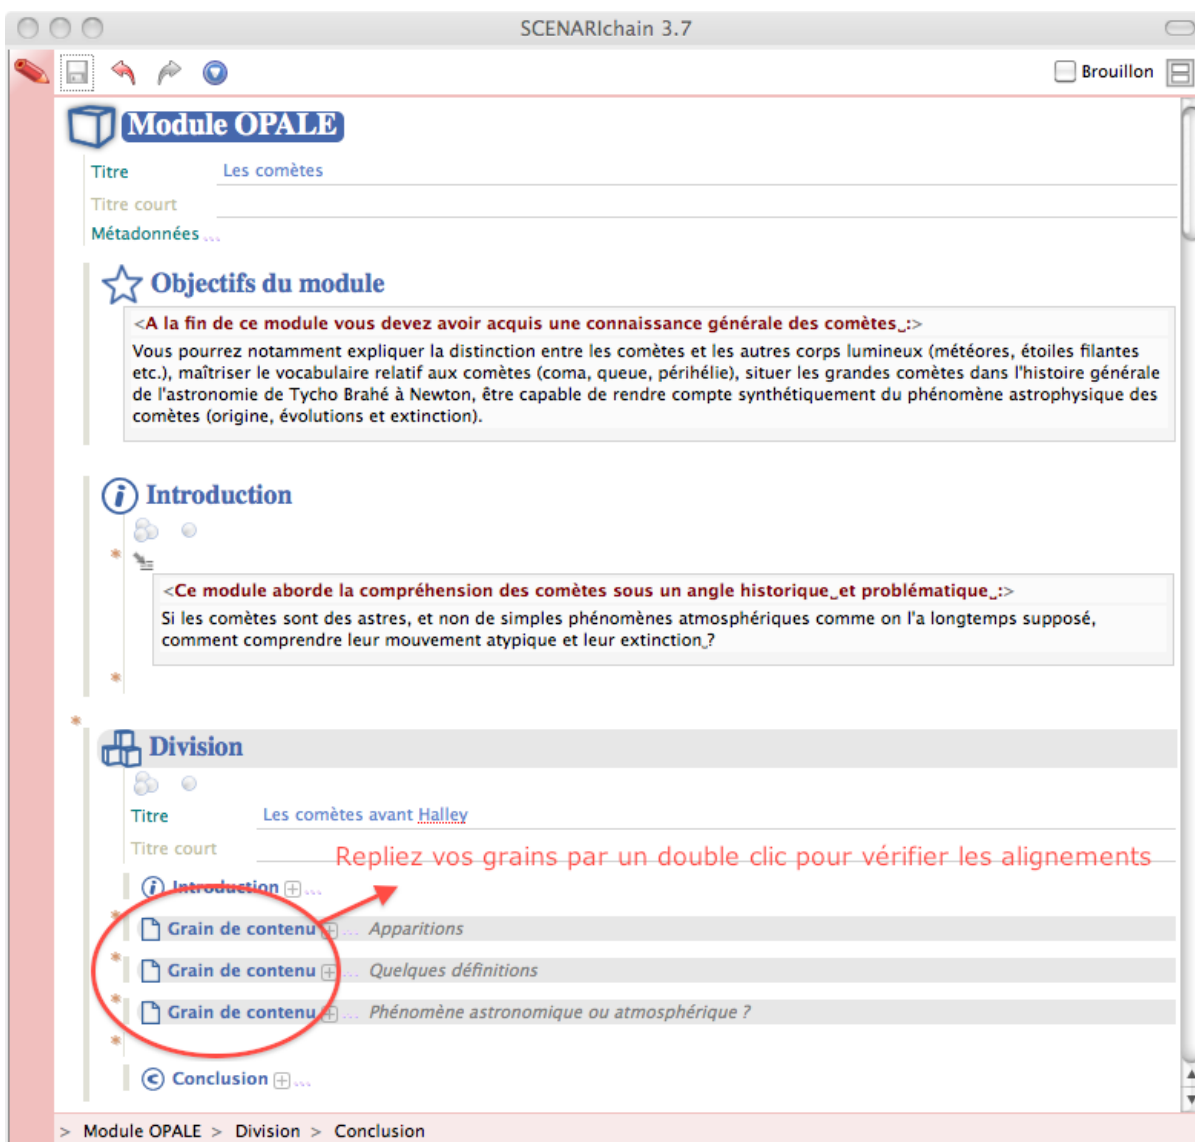 SCENARIchain 3.7
Brouillon
Module OPALE
Titre Les comètes
Titre court
Métadonnées ...
Objectifs du module
<A la fin de ce module vous devez avoir acquis une connaissance générale des comètes :>
Vous pourrez notamment expliquer la distinction entre les comètes et les autres corps lumineux (météores, étoiles filantes
etc.), maîtriser le vocabulaire relatif aux comètes (coma, queue, périhélie), situer les grandes comètes dans l'histoire générale
de l'astronomie de Tycho Brahé à Newton, être capable de rendre compte synthétiquement du phénomène astrophysique des
comètes (origine, évolutions et extinction).
Introduction
<Ce module aborde la compréhension des comètes sous un angle historique et problématique :>
Si les comètes sont des astres, et non de simples phénomènes atmosphériques comme on l'a longtemps supposé,
comment comprendre leur mouvement atypique et leur extinction ?
Division
Titre Les comètes avant Halley
Titre court
Repliez vos grains par un double clic pour vérifier les alignements
Introduction ...
Grain de contenu ... Apparitions
Grain de contenu ... Quelques définitions
Grain de contenu ... Phénomène astronomique ou atmosphérique ?
Conclusion ...
> Module OPALE > Division > Conclusion